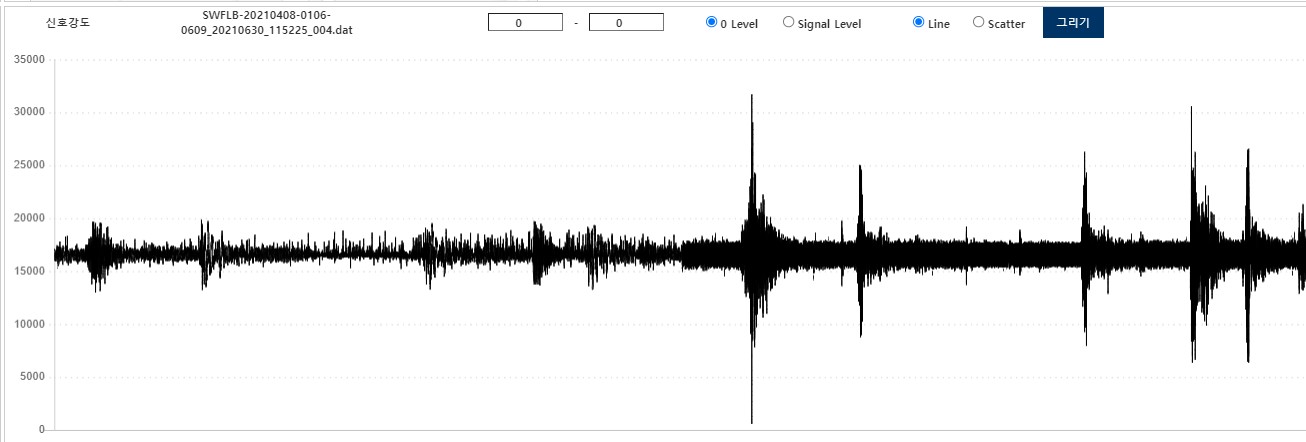 신호강도
SWFLB-20210408-0106-
0609_20210630_115225_004.dat
0 - 0
0 Level Signal Level
Line Scatter
그리기
35000
30000
25000
20000
15000
10000
5000
0